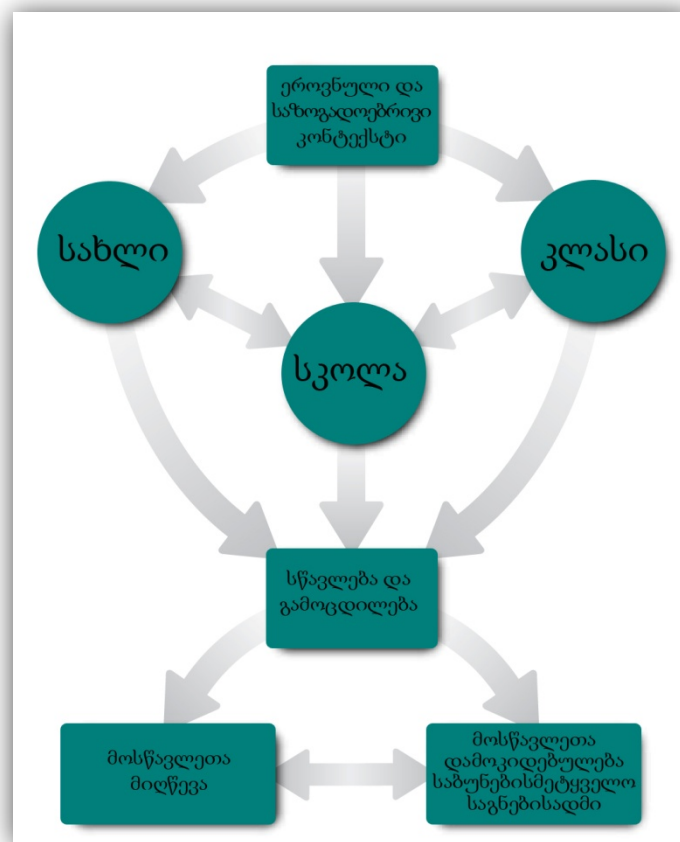 ეროვნული და
საზოგადოებრივი
კონტექსტი
სახლი
კლასი
სკოლა
სწავლება და
გამოცდილება
მოსწავლეთა
მიღწევა
მოსწავლეთა
დამოკიდებულება
საბუნებისმეტყველო
საგნებისადმი